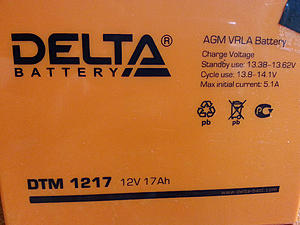 DELTA®
BATTERY
AGM VRLA Battery
Charge Voltage
Standby use: 13.38-13.62V
Cycle use: 13.8-14.1V
Max initial current: 5.1A
pb pb
DTM 1217 12V 17Ah
www.delta-batt.com